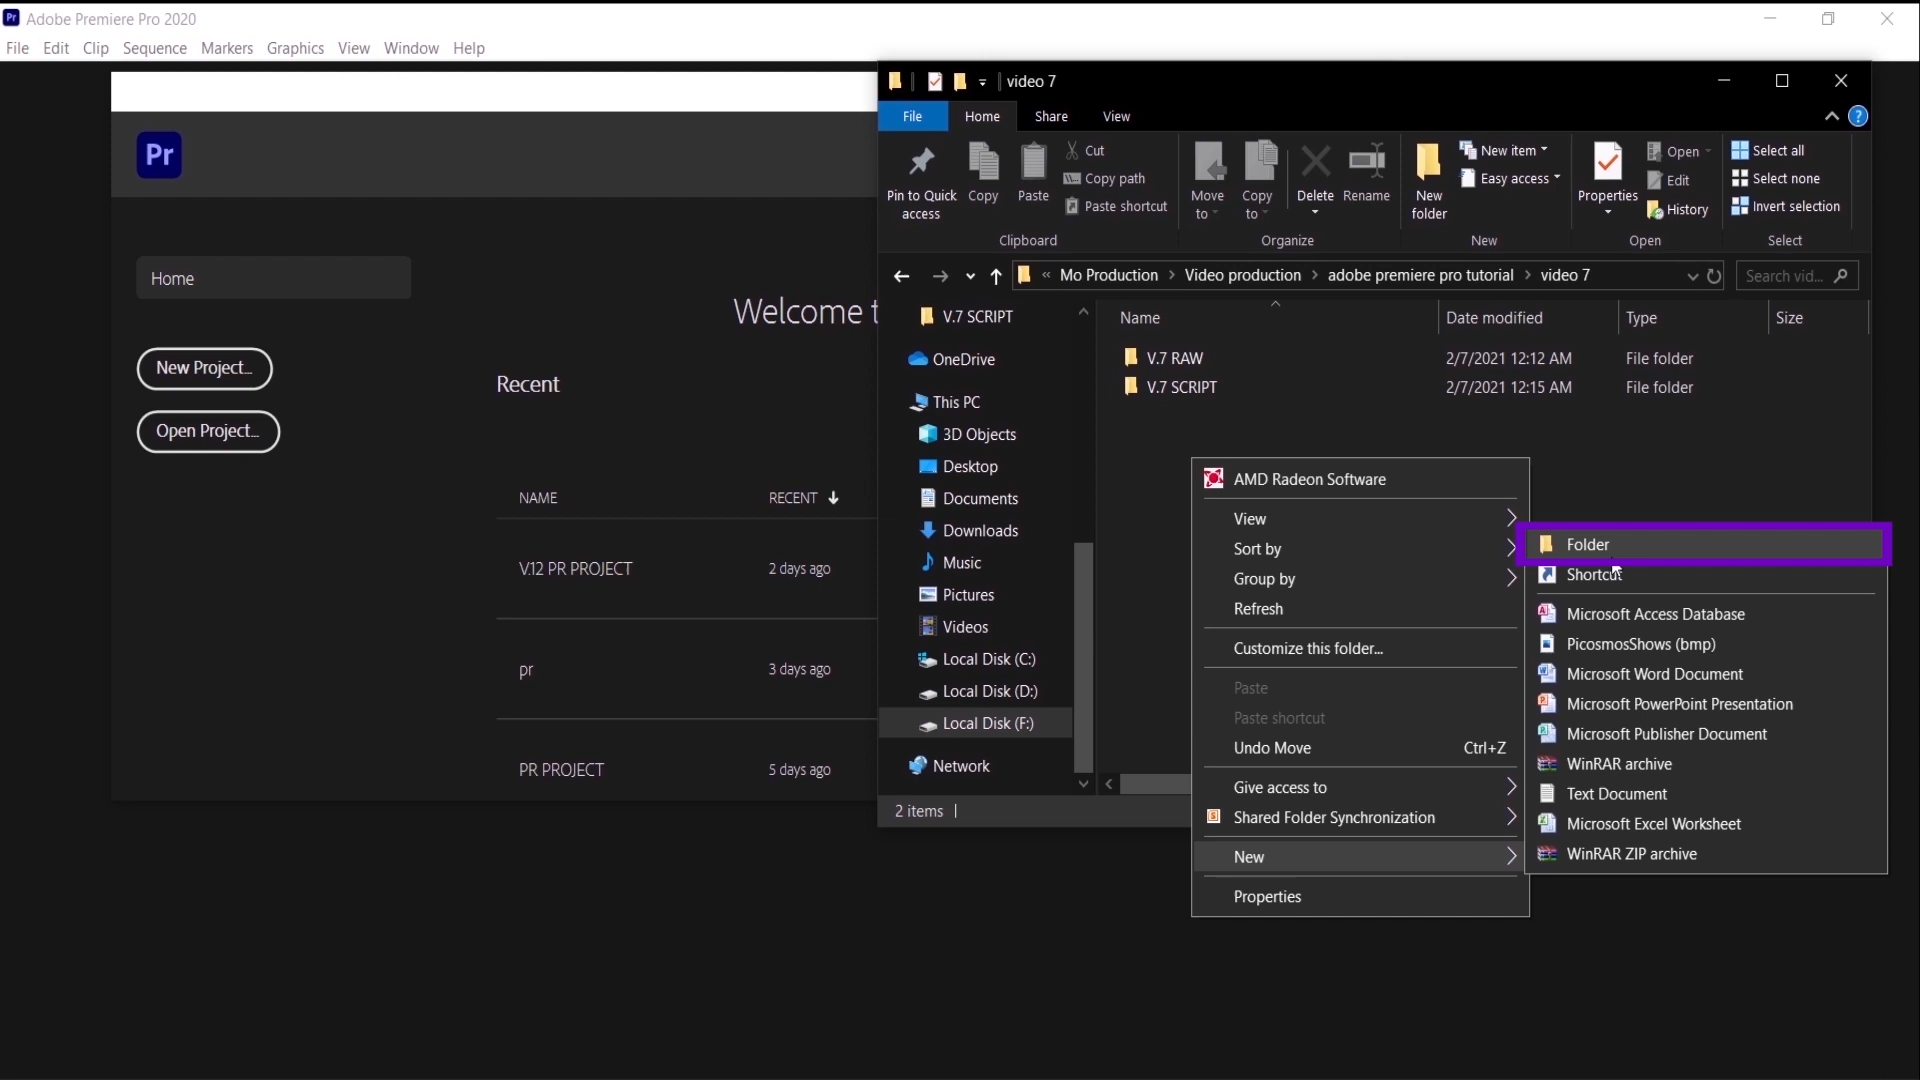 Pr Adobe Premiere Pro 2020
File Edit Clip Sequence Markers Graphics View Window Help
Pr
Home
New Project...
Open Project...
Welcome t
Recent
NAME RECENT
V.12 PR PROJECT 2 days ago
pr 3 days ago
PR PROJECT 5 days ago
video 7
File Home Share View
Pin to Quick access
Copy
Paste
Cut
Copy path
Paste shortcut
Clipboard
Move to
Copy to
Delete
Rename
Organize
New folder
New item
Easy access
New
Properties
Open
Edit
History
Open
Select all
Select none
Invert selection
Select
« Mo Production > Video production > adobe premiere pro tutorial > video 7
Search vid...
V.7 SCRIPT
OneDrive
This PC
3D Objects
Desktop
Documents
Downloads
Music
Pictures
Videos
Local Disk (C:)
Local Disk (D:)
Local Disk (F:)
Network
Name Date modified Type Size
V.7 RAW 2/7/2021 12:12 AM File folder
V.7 SCRIPT 2/7/2021 12:15 AM File folder
2 items
AMD Radeon Software
View
Sort by
Group by
Refresh
Customize this folder...
Paste
Paste shortcut
Undo Move Ctrl+Z
Give access to
Shared Folder Synchronization
New
Properties
Folder
Shortcut
Microsoft Access Database
PicosmosShows (bmp)
Microsoft Word Document
Microsoft PowerPoint Presentation
Microsoft Publisher Document
WinRAR archive
Text Document
Microsoft Excel Worksheet
WinRAR ZIP archive